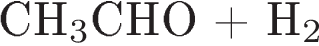 CH₃CHO + H₂